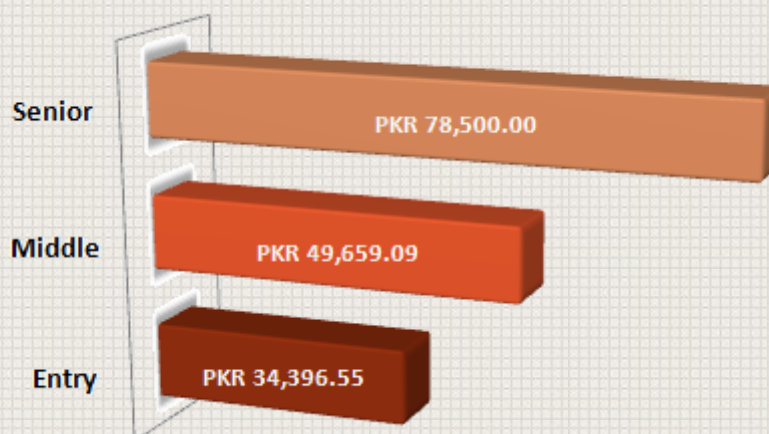 Senior
PKR 78,500.00
Middle
PKR 49,659.09
Entry
PKR 34,396.55